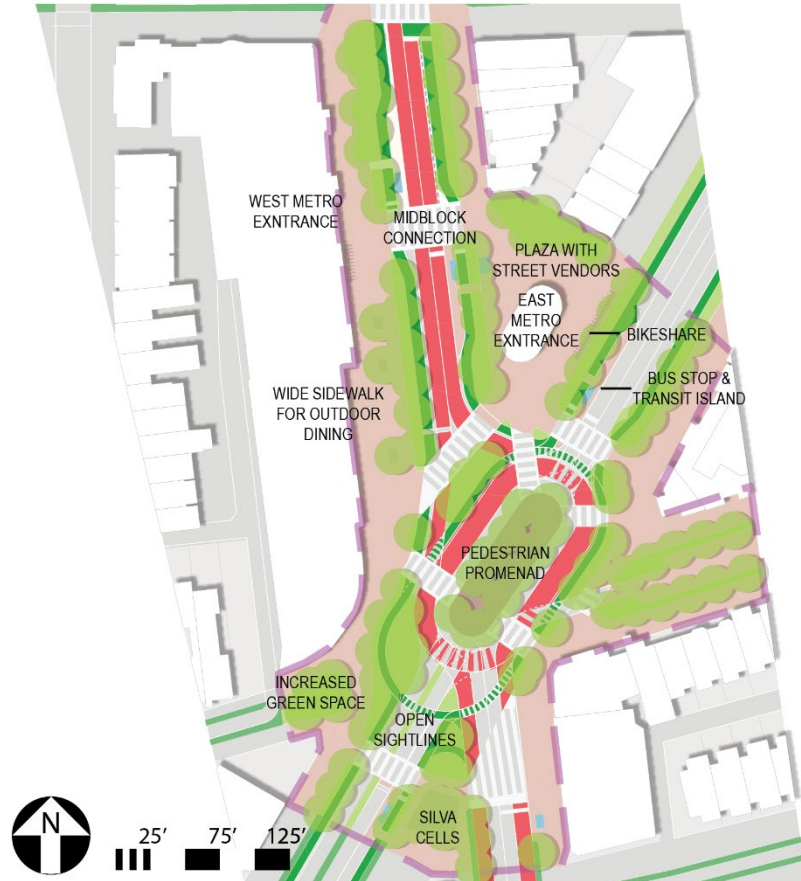 WEST METRO
EXNTRANCE
MIDBLOCK
CONNECTION
PLAZA WITH
STREET VENDORS
EAST
METRO
EXNTRANCE
BIKESHARE
BUS STOP &
TRANSIT ISLAND
WIDE SIDEWALK
FOR OUTDOOR
DINING
PEDESTRIAN
PROMENAD
INCREASED
GREEN SPACE
OPEN
SIGHTLINES
SILVA
CELLS
N
25’ 75’ 125’